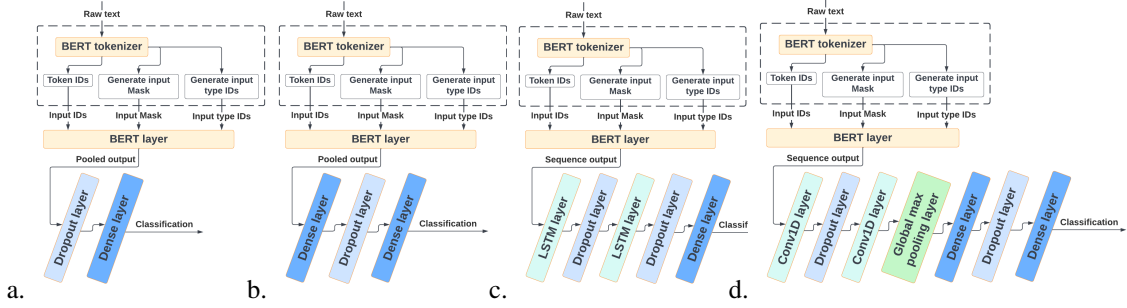 Raw text
BERT tokenizer
Token IDs
Generate input
Mask
Generate input
type IDs
Input IDs
Input Mask
Input type IDs
BERT layer
Pooled output
Dropout layer
Dense layer
Classification
a.
Raw text
BERT tokenizer
Token IDs
Generate input
Mask
Generate input
type IDs
Input IDs
Input Mask
Input type IDs
BERT layer
Pooled output
Dense layer
Dropout layer
Dense layer
Classification
b.
Raw text
BERT tokenizer
Token IDs
Generate input
Mask
Generate input
type IDs
Input IDs
Input Mask
Input type IDs
BERT layer
Sequence output
LSTM layer
Dropout layer
LSTM layer
Dropout layer
Dense layer
Classif
c.
Raw text
BERT tokenizer
Token IDs
Generate input
Mask
Generate input
type IDs
Input IDs
Input Mask
Input type IDs
BERT layer
Sequence output
Conv1D layer
Dropout layer
Conv1D layer
Global max
pooling layer
Dense layer
Dropout layer
Dense layer
Classification
d.